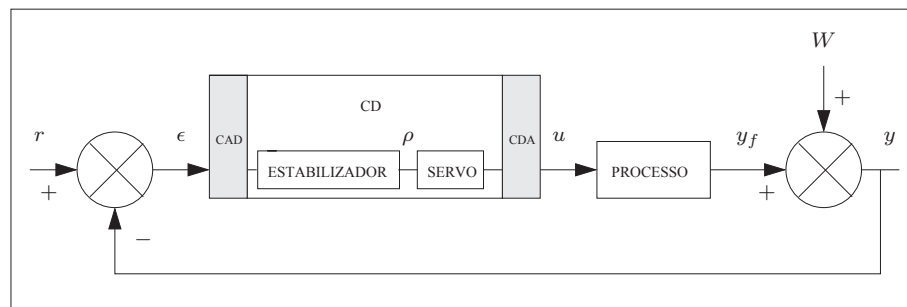 W
+
CD
r
ϵ
CAD
ρ
CDA
u
y_f
y
ESTABILIZADOR
SERVO
PROCESSO
+
+
−